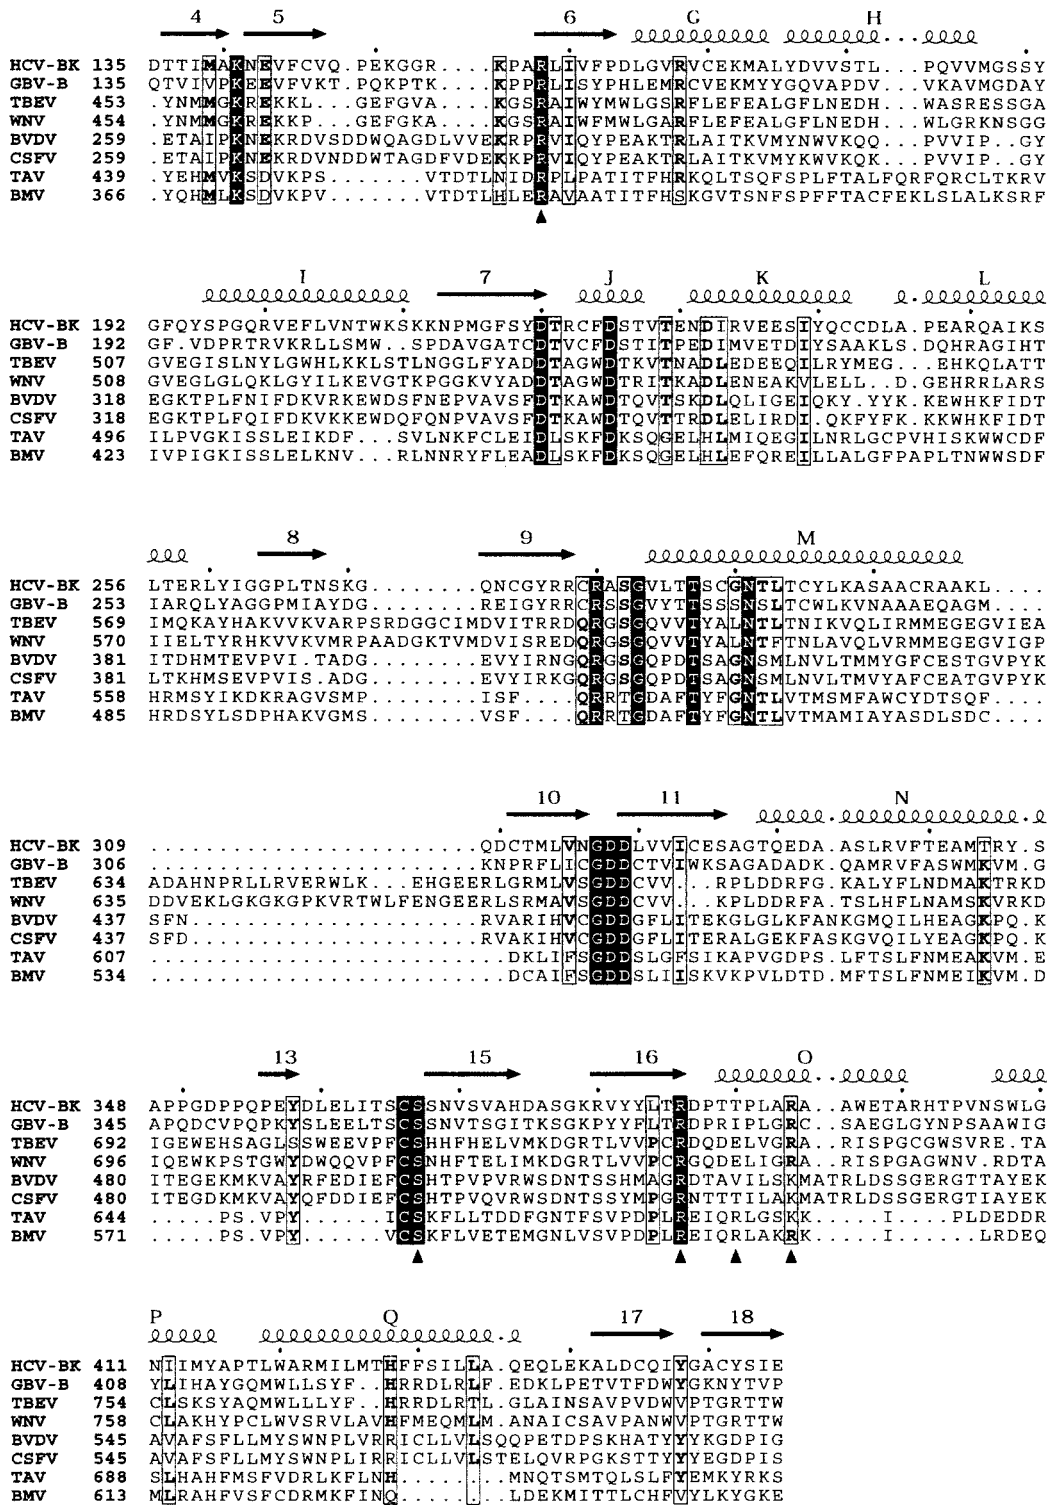 4 5 6 G H
HCV-BK 135 DTTIMAKNEVFCVQ.PEKGGR....KPARLIVFPDLGVRVCEKMALYDVVSTL...PQVVMGSSY
GBV-B 135 QTVIVPKEEVFVKT.PQKPTK....KPPRLISYPHLEMRCVEKMYYGQVAPDV...VKAVMGDAY
TBEV 453 .YNMMGKREKKL...GEFGVA....KGSRAIWYMWLGSRFLEFEALGFLNEDH...WASRESSGA
WNV 454 .YNMMGKREKKP...GEFGKA....KGSRAIWFMWLGARFLEFEALGFLNEDH...WLGRKNSGG
BVDV 259 .ETAIPKNEKRDVSDDWQAGDLVVEKRPRVIQYPEAKTRLAITKVMYNWVKQQ...PVVIP..GY
CSFV 259 .ETAIPKNEKRDVNDDWTAGDFVDEKKPRVIQYPEAKTRLAITKVMYKWVKQK...PVVIP..GY
TAV 439 .YEHMVKSDVKPS......VTDTLNIDRPLPATITFHRKQLTSQFSPLFTALFQRFQRCLTKRV
BMV 366 .YQHMLKSDVKPV......VTDTLHLERAVAATITFHSKGVTSNFSPFFTACFEKLSLALKSRF
I 7 J K L
HCV-BK 192 GFQYSPGQRVEFLVNTWKSKKNPMGFSYDTRCFDSTVTENDIRVEESIYQCCDLA.PEARQAIKS
GBV-B 192 GF.VDPRTRVKRLLSMW..SPDAVGATCDTVCFDSTITPEDIMVETDIYSAAKLS.DQHRAGIHT
TBEV 507 GVEGISLNYLGWHLKKLSTLNGGLFYADDTAGWDTKVTNADLEDEEQILRYMEG...EHKQLATT
WNV 508 GVEGLGLQKLGYILKEVGTKPGGKVYADDTAGWDTRITKADLENEAKVLELL..D.GEHRRLARS
BVDV 318 EGKTPLFNIFDKVRKEWDSFNEPVAVSFDTKAWDTQVTSKDLQLIGEIQKY.YYK.KEWHKFIDT
CSFV 318 EGKTPLFQIFDKVKKEWDQFQNPVAVSFDTKAWDTQVTTRDLELIRDI.QKFYFK.KKWHKFIDT
TAV 496 ILPVGKISSLEIKDF...SVLNKFCLEIDLSKFDKSQGELHLMIQEGILNRLGCPVHISKWWCDF
BMV 423 IVPIGKISSLELKNV...RLNNRYFLEADLSKFDKSQGELHLEFQREILLALGFPAPLTNWWSDF
8 9 M
HCV-BK 256 LTERLYIGGPLTNSKG........QNCGYRRCRASGVLTTSCGNTLTCYLKASAACRAAKL....
GBV-B 253 IARQLYAGGPMIAYDG........REIGYRRCRSSGVYTTSSSNSLTCWLKVNAAAEQAGM....
TBEV 569 IMQKAYHAKVVKVARPSRDGGCIMDVITRRDQRGSGQVVTYALNTLTNIKVQLIRMMEGEGVIEA
WNV 570 IIELTYRHKVVKVMRPAADGKTVMDVISREDQRGSGQVVTYALNTFTNLAVQLVRMMEGEGVIGP
BVDV 381 ITDHMTEVPVI.TADG........EVYIRNGQRGSGQPDTSAGNSMLNVLTMMYGFCESTGVPYK
CSFV 381 LTKHMSEVPVIS.ADG........EVYIRKGQRGSGQPDTSAGNSMLNVLTMVYAFCEATGVPYK
TAV 558 HRMSYIKDKRAGVSMP........ISF....QRRTGDAFTYFGNTLVTMSMFAWCYDTSQF....
BMV 485 HRDSYLSDPHAKVGMS........VSF....QRRTGDAFTYFGNTLVTMAMIAYASDLSDC....
10 11 N
HCV-BK 309 .........................QDCTMLVNGDDLVVICESAGTQEDA.ASLRVFTEAMTRY.S
GBV-B 306 .........................KNPRFLICGDDCTVIWKSAGADADK.QAMRVFASWMKVM.G
TBEV 634 ADAHNPRLLRVERWLK...EHGEERLGRMLVSGDDCVV..RPLDDRFG.KALYFLNDMAKTRKD
WNV 635 DDVEKLGKGKGPKVRTWLFENGEERLSRMAVSGDDCVV..KPLDDRFA.TSLHFLNAMSKVRKD
BVDV 437 SFN......................RVARIHVCGDDGFLITEKGLGLKFANKGMQILHEAGKPQ.K
CSFV 437 SFD......................RVAKIHVCGDDGFLITERALGEKFASKGVQILYEAGKPQ.K
TAV 607 ..........................DKLIFSGDDSLGFSIKAPVGDPS.LFTSLFNMEAKVM.E
BMV 534 ..........................DCAIFSGDDSLIISKVKPVLDTD.MFTSLFNMEIKVM.D
13 15 16 O
HCV-BK 348 APPGDPPQPEYDLELITSCSSNVSVAHDASGKRVYYLTRDPTTPLARA..AWETARHTPVNSWLG
GBV-B 345 APQDCVPQPKYSLEELTSCSSNVTSGITKSGKPYYFLTRDPRIPLGRC..SAEGLGYNPSAAWIG
TBEV 692 IGEWEHSAGLSSWEEVPFCSHHFHELVMKDGRTLVVPCRDQDELVGRA..RISPGCGWSVRE.TA
WNV 696 IQEWKPSTGWYDWQQVPFCSNHFTELIMKDGRTLVVPCRGQDELIGRA..RISPGAGWNV.RDTA
BVDV 480 ITEGEKMKVAYRFEDIEFCSHTPVPVRWSDNTSSHMAGRDTAVILSKMATRLDSSGERGTTAYEK
CSFV 480 ITEGDKMKVAYQFDDIEFCSHTPVQVRWSDNTSSYMPGRNTTTILAKMATRLDSSGERGTIAYEK
TAV 644 .....PS.VPY.......ICSKFLLTDDFGNTFSVPDPLREIQRLGSKK....I....PLDEDDR
BMV 571 .....PS.VPY.......VCSKFLVETEMGNLVSVPDPLREIQRLAKRK....I......LRDEQ
P Q 17 18
HCV-BK 411 NIIMYAPTLWARMILMTHFFSILLA.QEQLEKALDCQIYGACYSIE
GBV-B 408 YLIHAYGQMWLLSYF..HRRDLRLF.EDKLPETVTFDWYGKNYTVP
TBEV 754 CLSKSYAQMWLLLYF..HRRDLRTL.GLAINSAVPVDWVPTGRTTW
WNV 758 CLAKHYPCLWVSRVLAVHFMEQMLM.ANAICSAVPANWVPTGRTTW
BVDV 545 AVAFSFLLMYSWNPLVRRICLLVLSQQPETDPSKHATYYYKGDPIG
CSFV 545 AVAFSFLLMYSWNPLIRRICLLVLSTELQVRPGKSTTYYYEGDPIS
TAV 688 SLHAHFMSFVDRLKFLNH.......MNQTSMTQLSLFYEMKYRKS
BMV 613 MLRAHFVSFCDRMKFINQ.......LDEKMITTLCHFVYLKYGKE